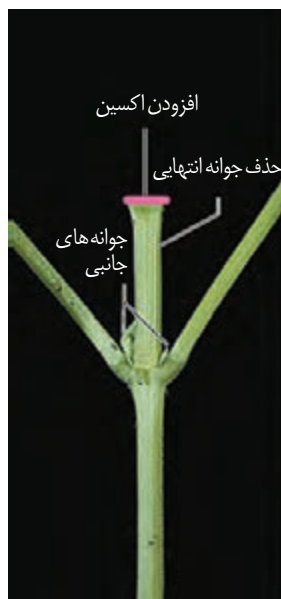 افزودن اکسین
حذف جوانه انتهایی
جوانه‌های
جانبی